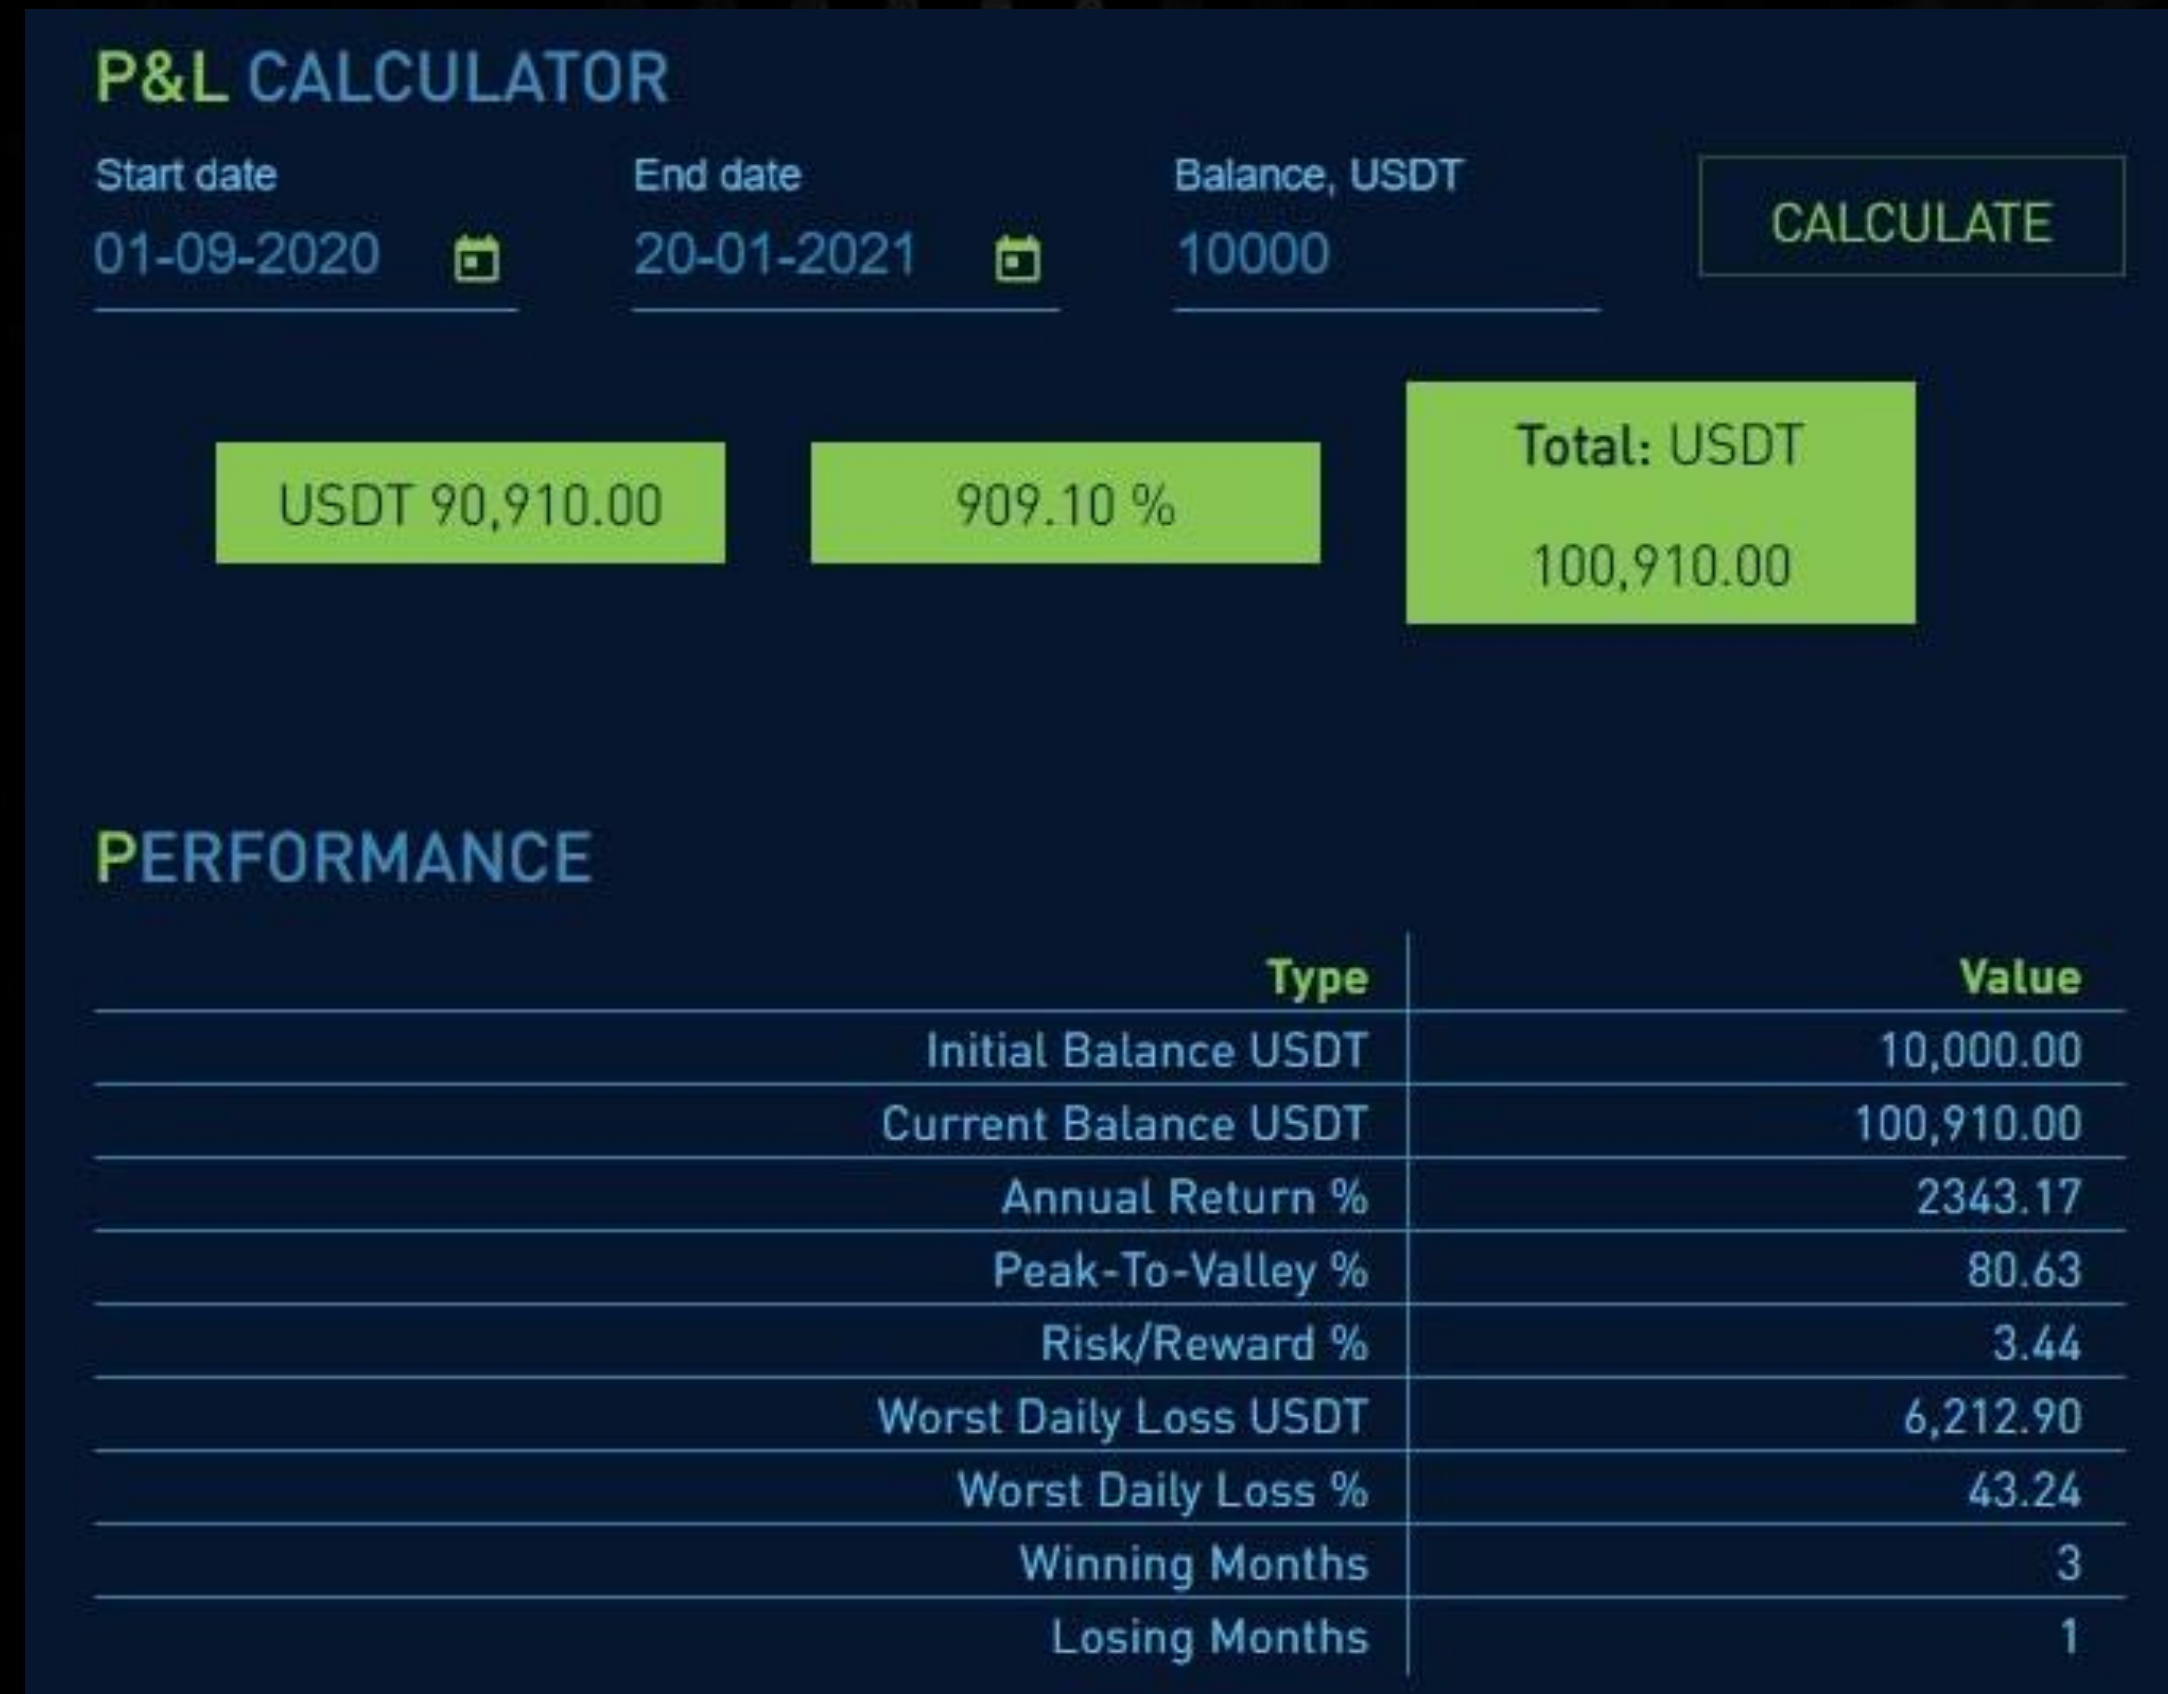 P&L CALCULATOR
Start date
01-09-2020
End date
20-01-2021
Balance, USDT
10000
CALCULATE
USDT 90,910.00
909.10 %
Total: USDT
100,910.00
PERFORMANCE
Type Value
Initial Balance USDT 10,000.00
Current Balance USDT 100,910.00
Annual Return % 2343.17
Peak-To-Valley % 80.63
Risk/Reward % 3.44
Worst Daily Loss USDT 6,212.90
Worst Daily Loss % 43.24
Winning Months 3
Losing Months 1